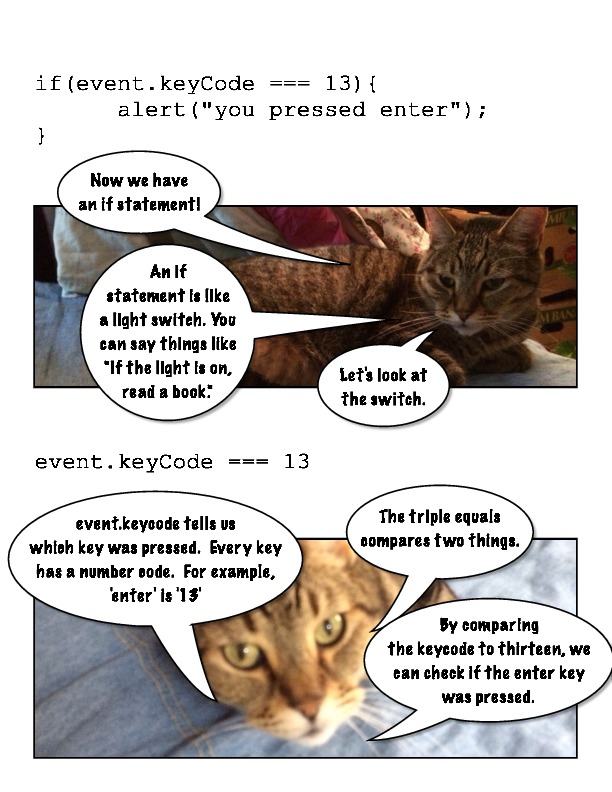 if(event.keyCode === 13){
alert("you pressed enter");
}
Now we have
an if statement!
An if
statement is like
a light switch. You
can say things like
"If the light is on,
read a book."
Let's look at
the switch.
event.keyCode === 13
event.keycode tells us
which key was pressed. Every key
has a number code. For example,
'enter' is '13'
The triple equals
compares two things.
By comparing
the keycode to thirteen, we
can check if the enter key
was pressed.